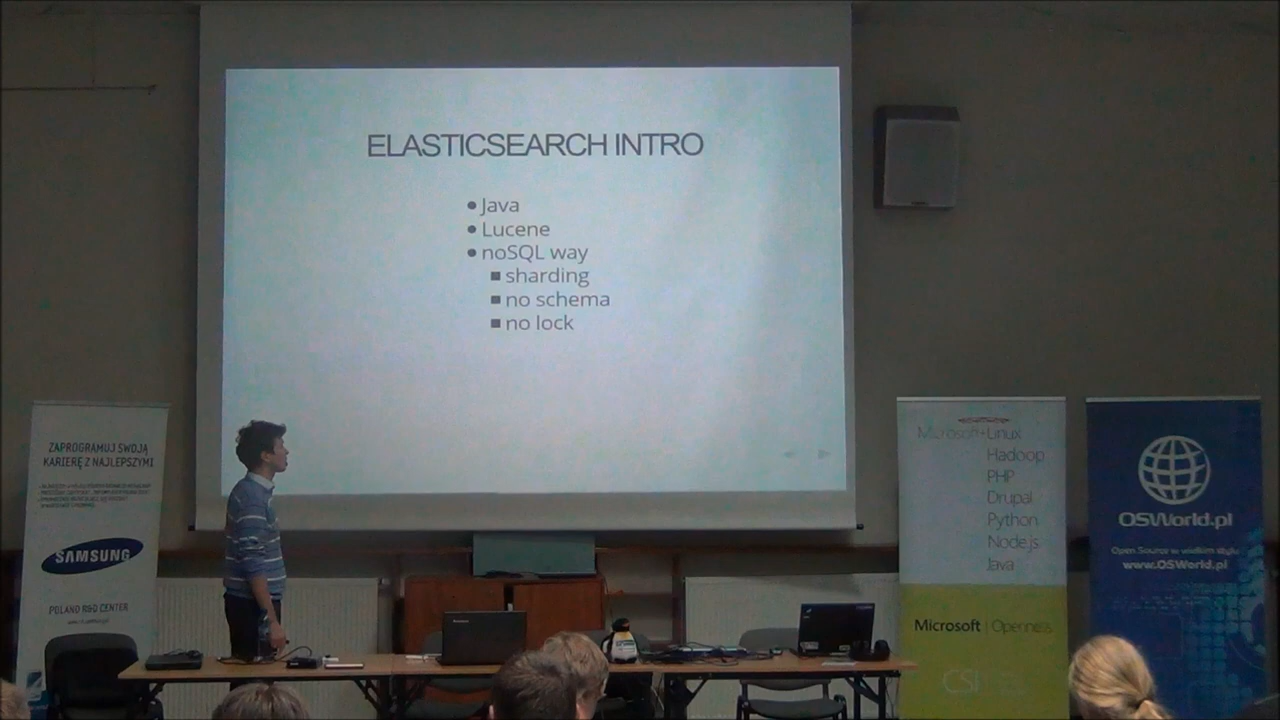 ELASTICSEARCH INTRO
Java
Lucene
noSQL way
sharding
no schema
no lock
ZAPROGRAMUJ SWOJĄ
KARIERĘ Z NAJLEPSZYMI
SAMSUNG
POLAND R&D CENTER
Microsoft+Linux
Hadoop
PHP
Drupal
Python
Node.js
Java
Microsoft | Openness
CSI
OSWorld.pl
Open Source w wielkim stylu
www.OSWorld.pl